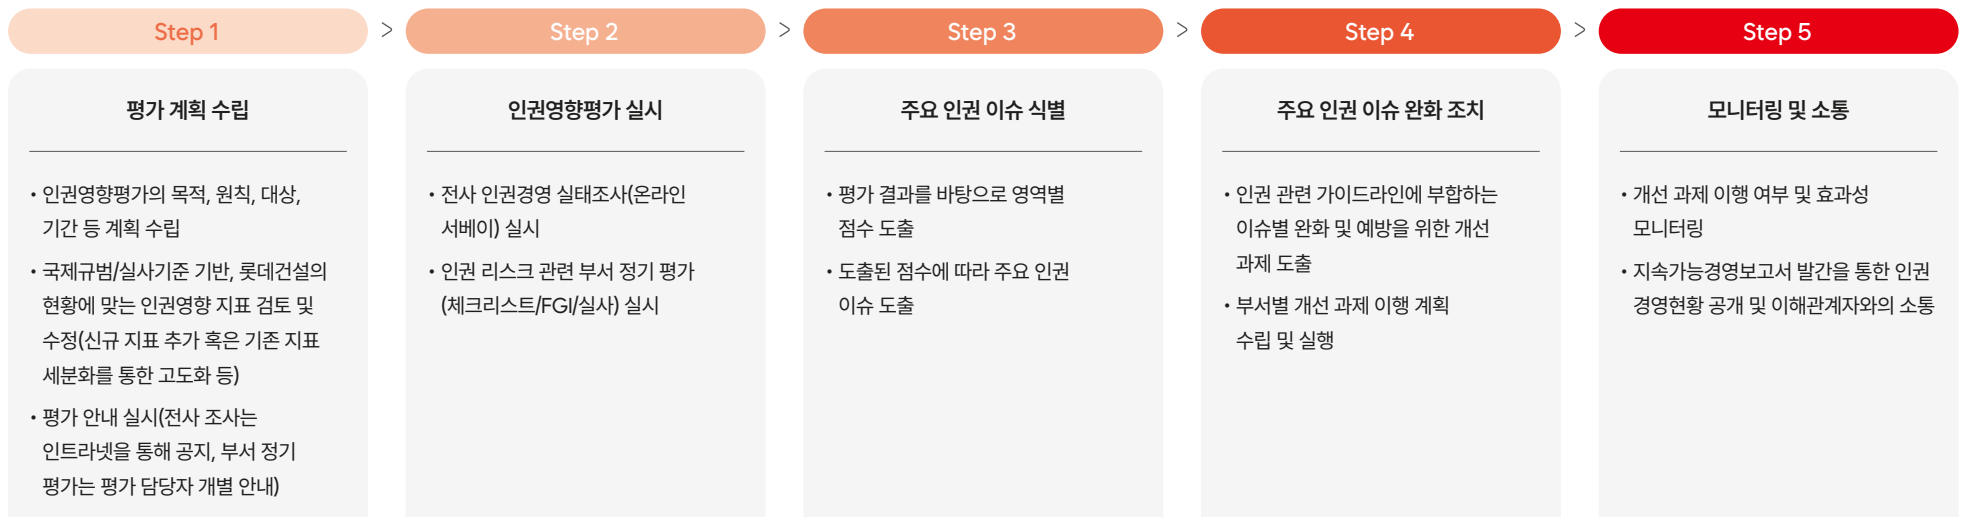 Step 1
>
Step 2
>
Step 3
>
Step 4
>
Step 5
평가 계획 수립
• 인권영향평가의 목적, 원칙, 대상,
기간 등 계획 수립
• 국제규범/실사기준 기반, 롯데건설의
현황에 맞는 인권영향 지표 검토 및
수정(신규 지표 추가 혹은 기존 지표
세분화를 통한 고도화 등)
• 평가 안내 실시(전사 조사는
인트라넷을 통해 공지, 부서 정기
평가는 평가 담당자 개별 안내)
인권영향평가 실시
• 전사 인권경영 실태조사(온라인
서베이) 실시
• 인권 리스크 관련 부서 정기 평가
(체크리스트/FGI/실사) 실시
주요 인권 이슈 식별
• 평가 결과를 바탕으로 영역별
점수 도출
• 도출된 점수에 따라 주요 인권
이슈 도출
주요 인권 이슈 완화 조치
• 인권 관련 가이드라인에 부합하는
이슈별 완화 및 예방을 위한 개선
과제 도출
• 부서별 개선 과제 이행 계획
수립 및 실행
모니터링 및 소통
• 개선 과제 이행 여부 및 효과성
모니터링
• 지속가능경영보고서 발간을 통한 인권
경영현황 공개 및 이해관계자와의 소통